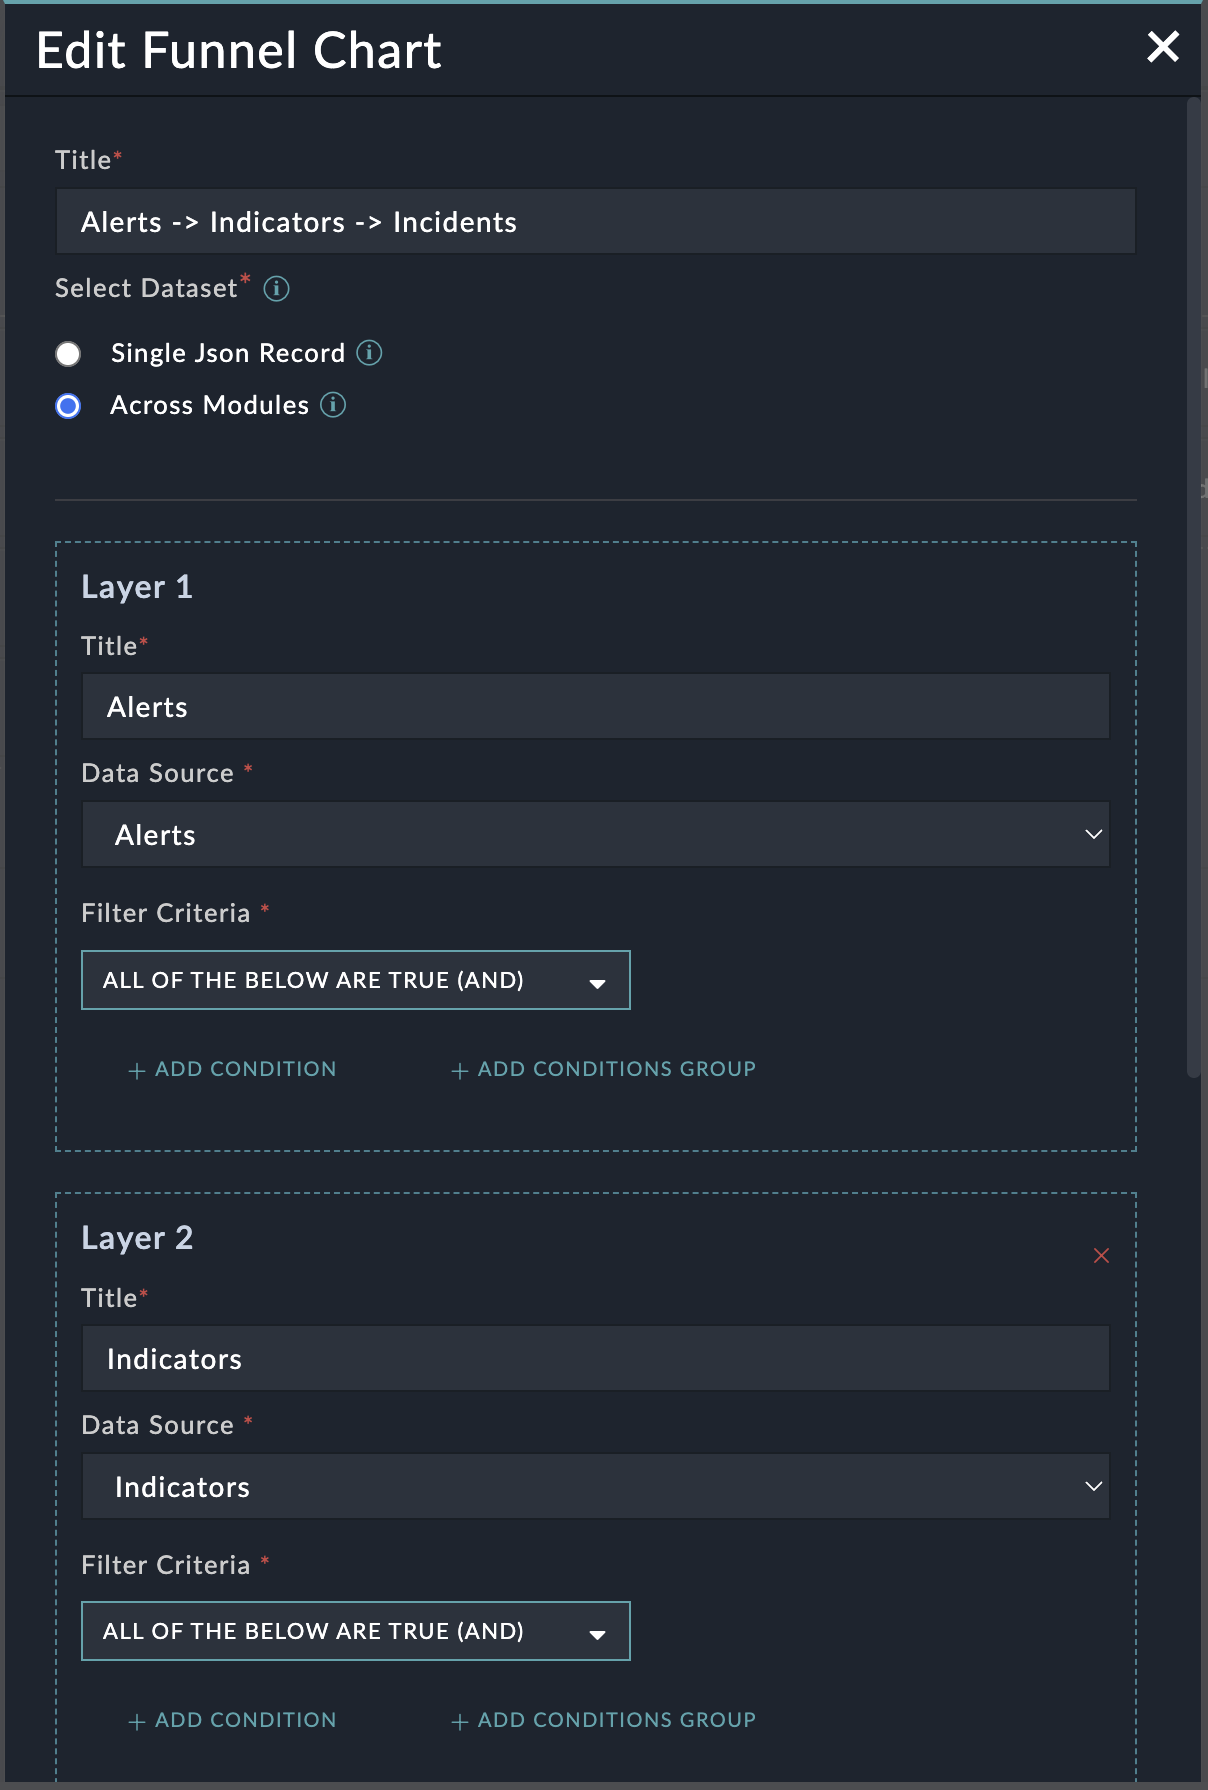 Edit Funnel Chart
Title*
Alerts -> Indicators -> Incidents
Select Dataset*
Single Json Record
Across Modules
Layer 1
Title*
Alerts
Data Source *
Alerts
Filter Criteria *
ALL OF THE BELOW ARE TRUE (AND)
+ ADD CONDITION + ADD CONDITIONS GROUP
Layer 2
Title*
Indicators
Data Source *
Indicators
Filter Criteria *
ALL OF THE BELOW ARE TRUE (AND)
+ ADD CONDITION + ADD CONDITIONS GROUP